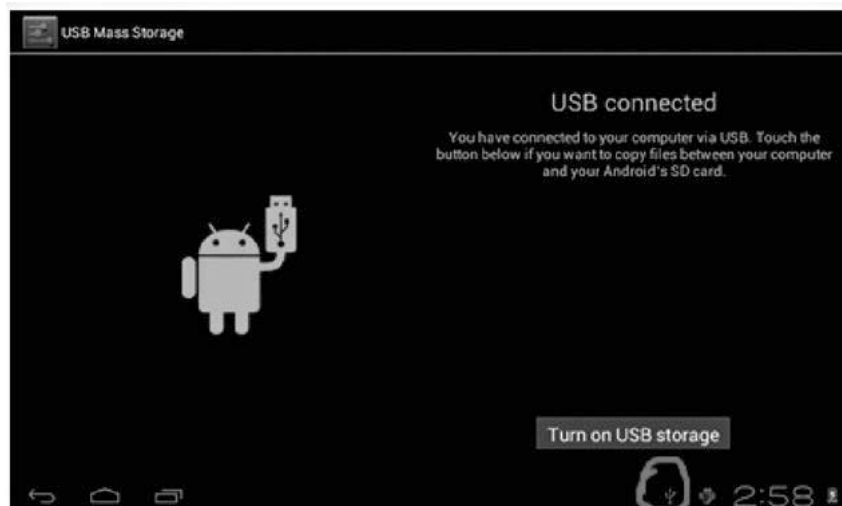 USB Mass Storage
USB connected
You have connected to your computer via USB. Touch the
button below if you want to copy files between your computer
and your Android's SD card.
Turn on USB storage
2:58